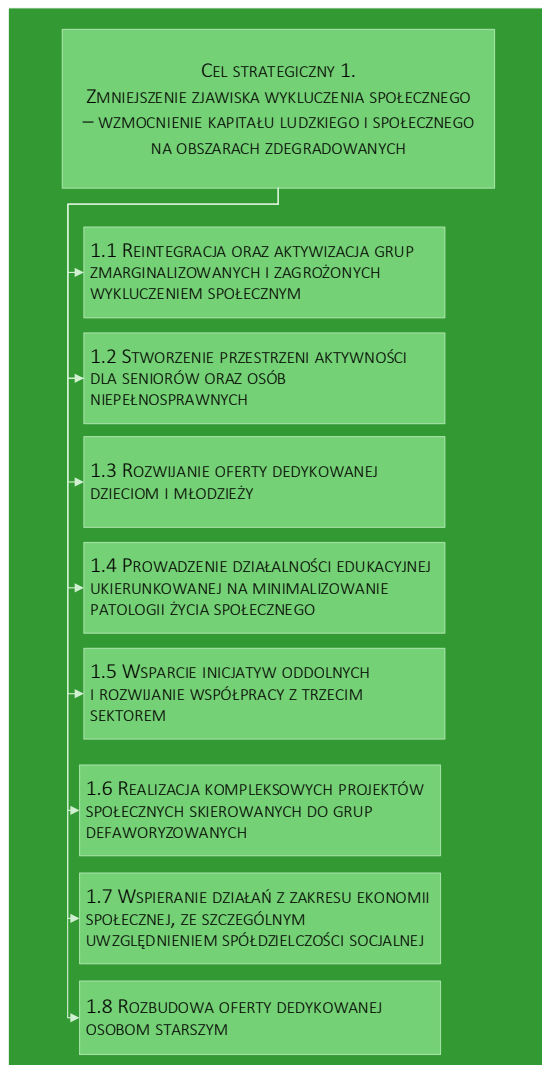 Cel strategiczny 1.
Zmniejszenie zjawiska wykluczenia społecznego
– wzmocnienie kapitału ludzkiego i społecznego
na obszarach zdegradowanych
1.1 Reintegracja oraz aktywizacja grup
zmarginalizowanych i zagrożonych
wykluczeniem społecznym
1.2 Stworzenie przestrzeni aktywności
dla seniorów oraz osób
niepełnosprawnych
1.3 Rozwijanie oferty dedykowanej
dzieciom i młodzieży
1.4 Prowadzenie działalności edukacyjnej
ukierunkowanej na minimalizowanie
patologii życia społecznego
1.5 Wsparcie inicjatyw oddolnych
i rozwijanie współpracy z trzecim
sektorem
1.6 Realizacja kompleksowych projektów
społecznych skierowanych do grup
defaworyzowanych
1.7 Wspieranie działań z zakresu ekonomii
społecznej, ze szczególnym
uwzględnieniem spółdzielczości socjalnej
1.8 Rozbudowa oferty dedykowanej
osobom starszym